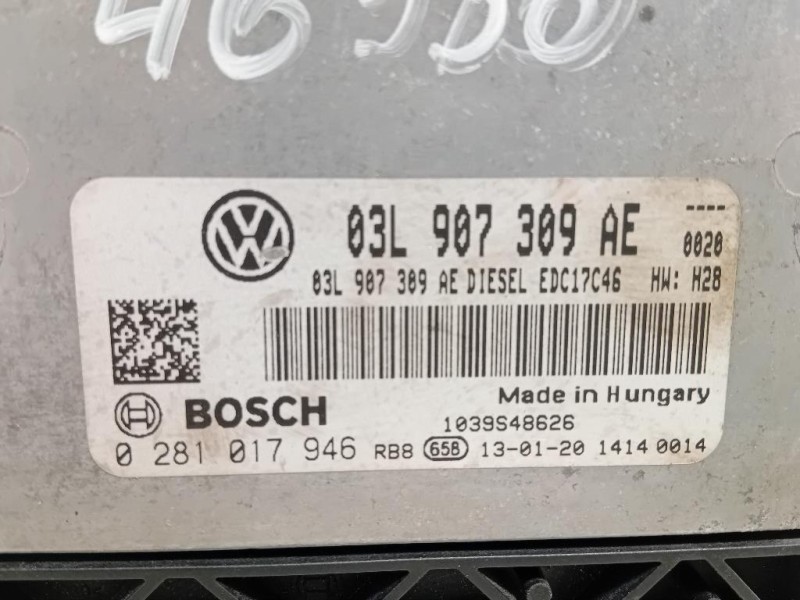 03L 907 309 AE ----
0020
03L 907 309 AE DIESEL EDC17C46 HW: H28
Made in Hungary
BOSCH
1039S48626
0 281 017 946 RB8 658 13-01-20 1414 0014